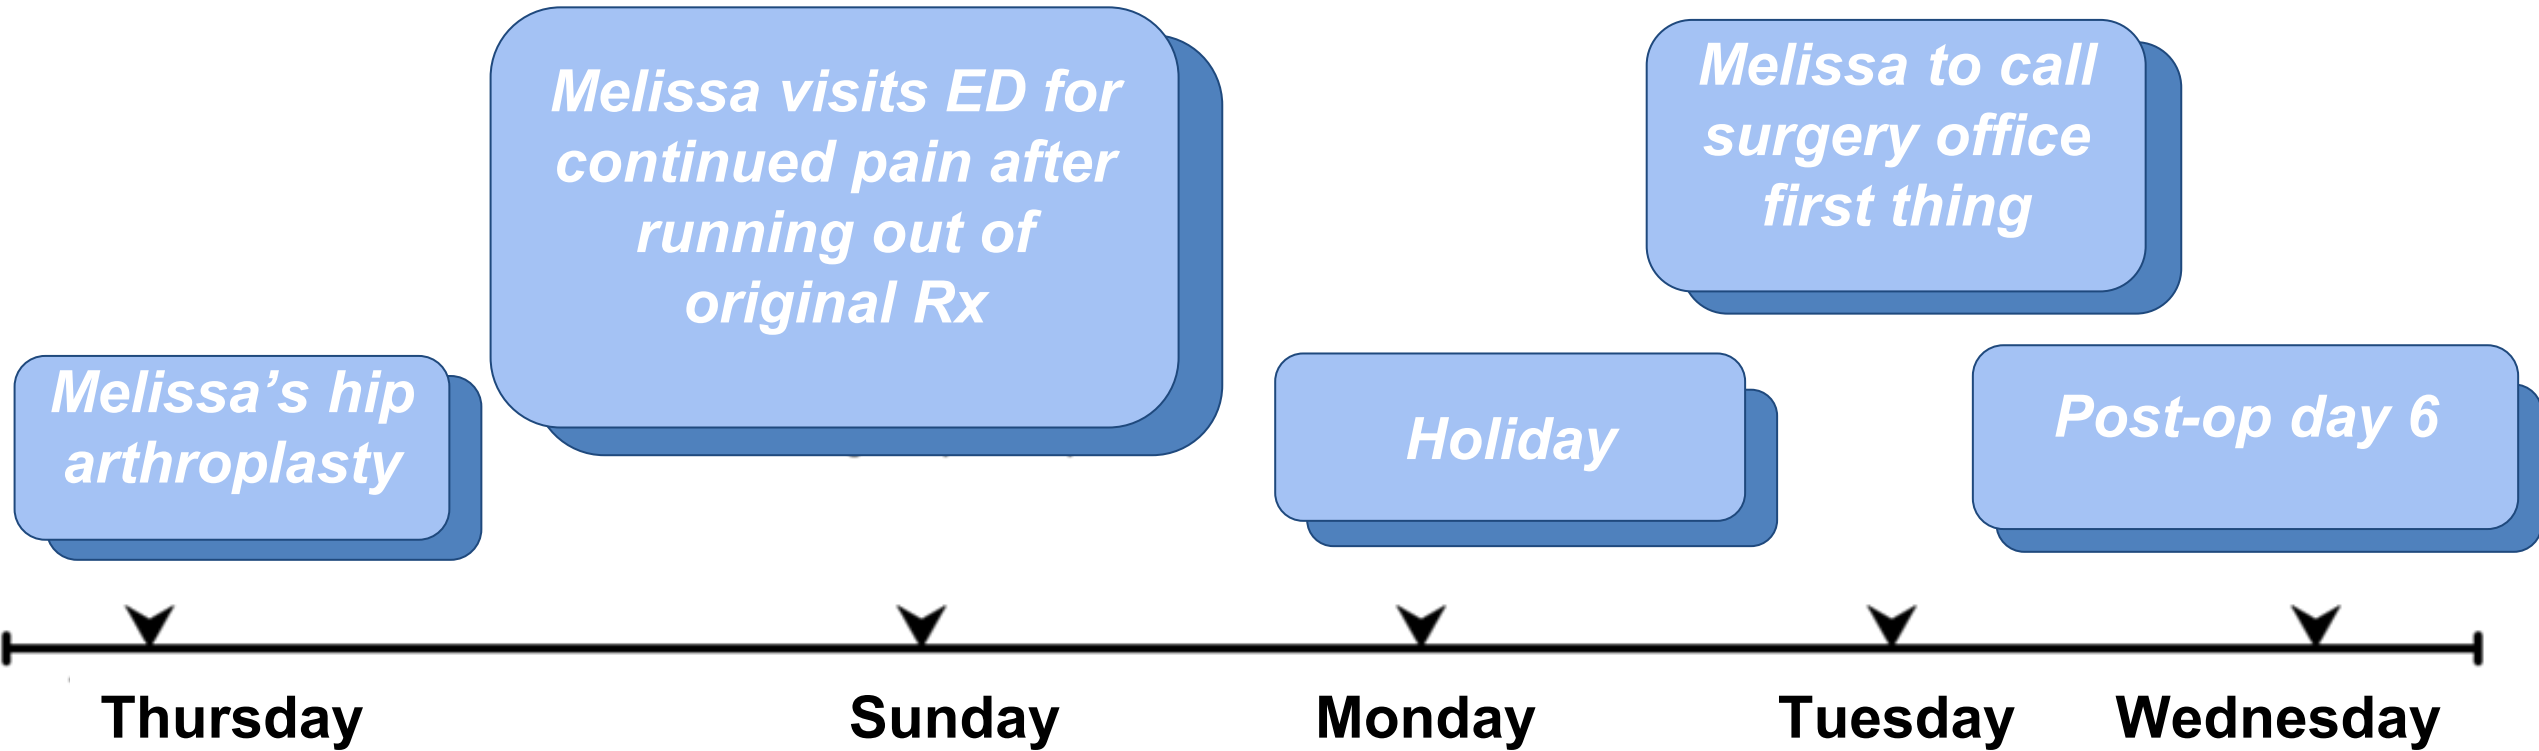 Melissa’s hip
arthroplasty
Melissa visits ED for
continued pain after
running out of
original Rx
Holiday
Melissa to call
surgery office
first thing
Post-op day 6
Thursday
Sunday
Monday
Tuesday
Wednesday